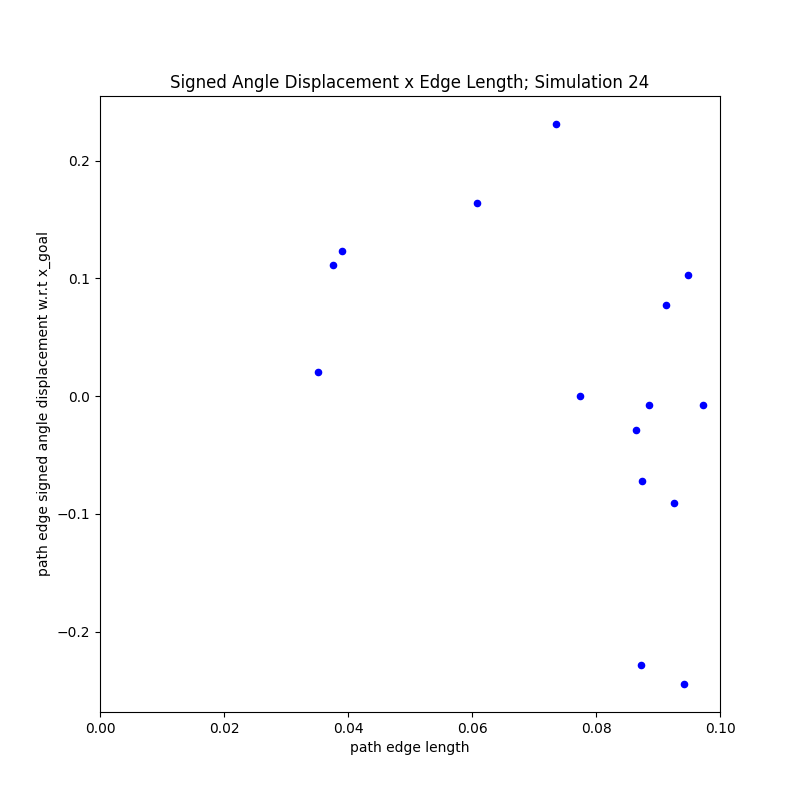 Signed Angle Displacement x Edge Length; Simulation 24
path edge signed angle displacement w.r.t x_goal
0.2
0.1
0.0
−0.1
−0.2
0.00 0.02 0.04 0.06 0.08 0.10
path edge length